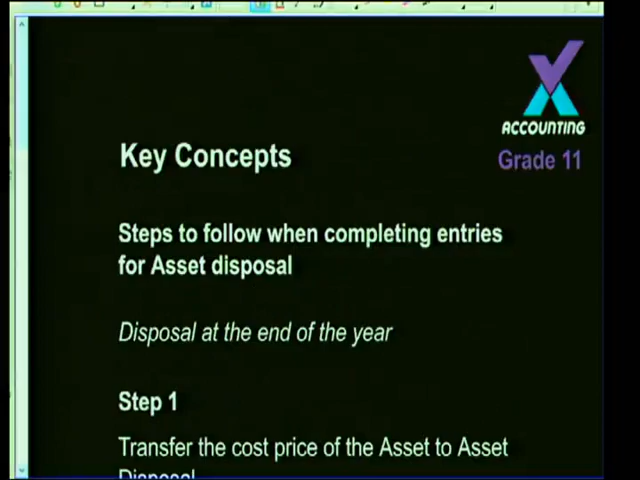 ACCOUNTING
Grade 11
Key Concepts
Steps to follow when completing entries
for Asset disposal
Disposal at the end of the year
Step 1
Transfer the cost price of the Asset to Asset
Disposal